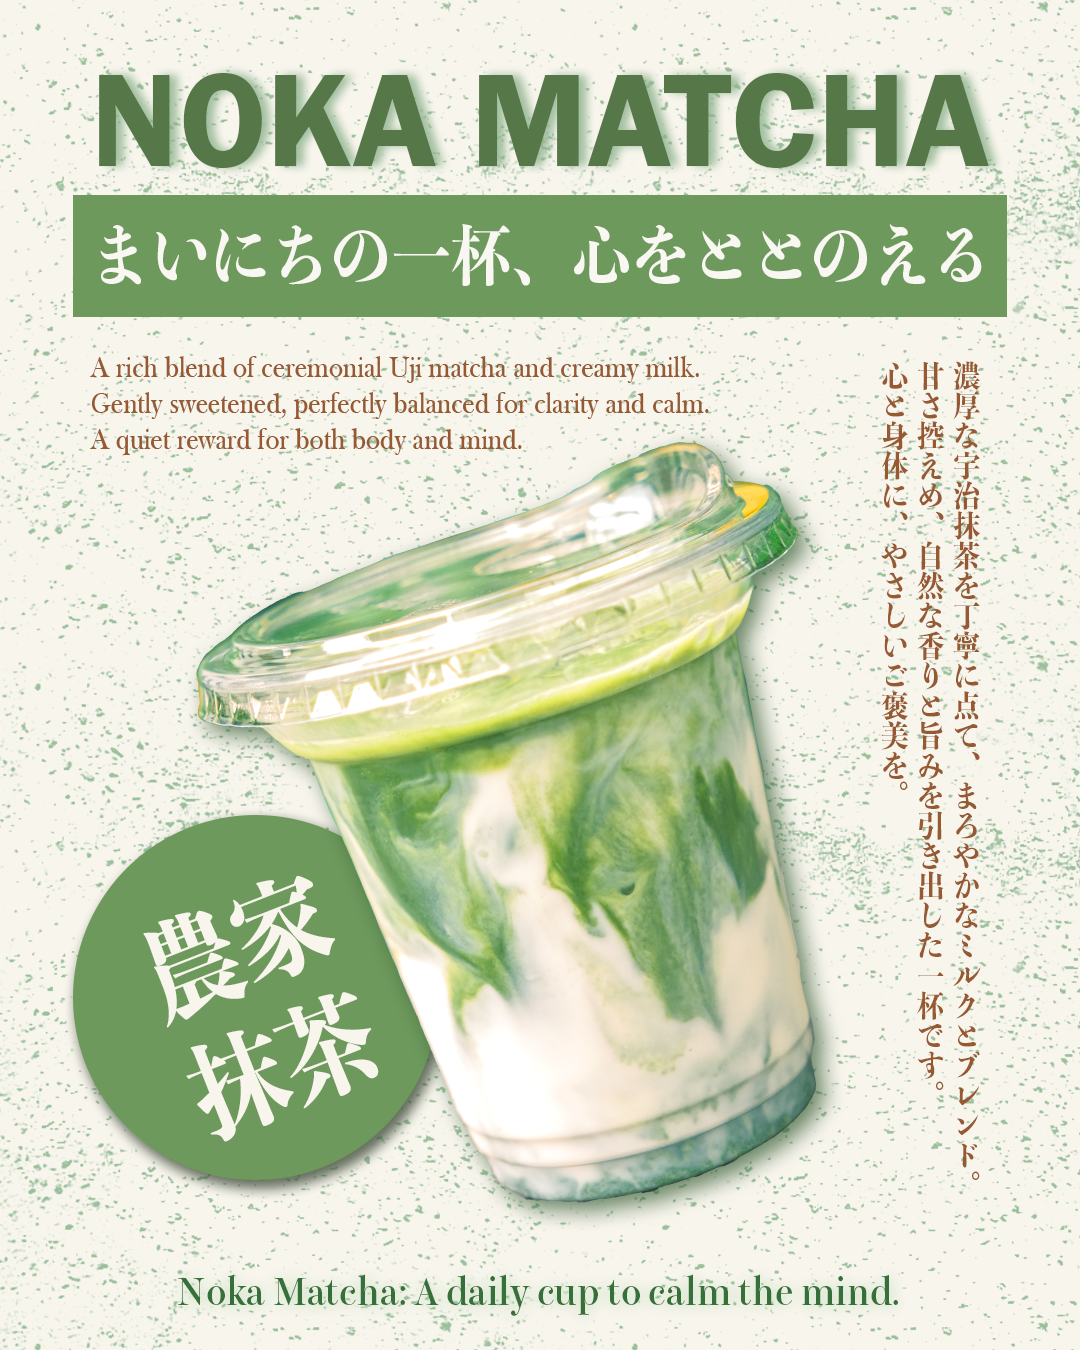 NOKA MATCHA
まいにちの一杯、心をととのえる
A rich blend of ceremonial Uji matcha and creamy milk.
Gently sweetened, perfectly balanced for clarity and calm.
A quiet reward for both body and mind.
濃厚な宇治抹茶を丁寧に点て、まろやかなミルクとブレンド。
甘さ控えめ、自然な香りと旨みを引き出した一杯です。
心と身体に、やさしいご褒美を。
農家
抹茶
Noka Matcha: A daily cup to calm the mind.